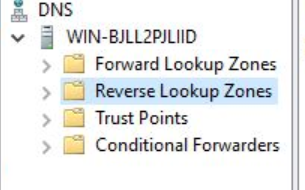 DNS
WIN-BJLL2PJLIID
Forward Lookup Zones
Reverse Lookup Zones
Trust Points
Conditional Forwarders